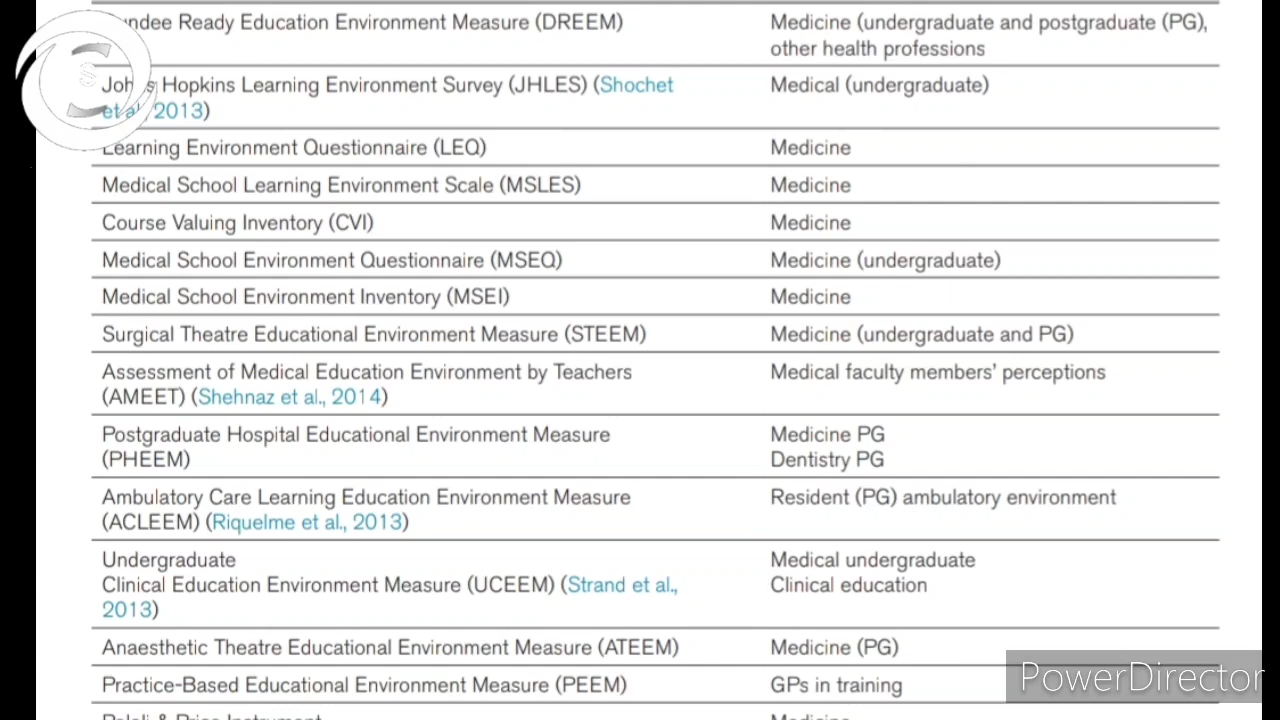 ndee Ready Education Environment Measure (DREEM)
Medicine (undergraduate and postgraduate (PG),
other health professions
Johns Hopkins Learning Environment Survey (JHLES) (Shochet
et al., 2013)
Medical (undergraduate)
Learning Environment Questionnaire (LEQ)
Medicine
Medical School Learning Environment Scale (MSLES)
Medicine
Course Valuing Inventory (CVI)
Medicine
Medical School Environment Questionnaire (MSEQ)
Medicine (undergraduate)
Medical School Environment Inventory (MSEI)
Medicine
Surgical Theatre Educational Environment Measure (STEEM)
Medicine (undergraduate and PG)
Assessment of Medical Education Environment by Teachers
(AMEET) (Shehnaz et al., 2014)
Medical faculty members’ perceptions
Postgraduate Hospital Educational Environment Measure
(PHEEM)
Medicine PG
Dentistry PG
Ambulatory Care Learning Education Environment Measure
(ACLEEM) (Riquelme et al., 2013)
Resident (PG) ambulatory environment
Undergraduate
Clinical Education Environment Measure (UCEEM) (Strand et al.,
2013)
Medical undergraduate
Clinical education
Anaesthetic Theatre Educational Environment Measure (ATEEM)
Medicine (PG)
Practice-Based Educational Environment Measure (PEEM)
GPs in training
PowerDirector